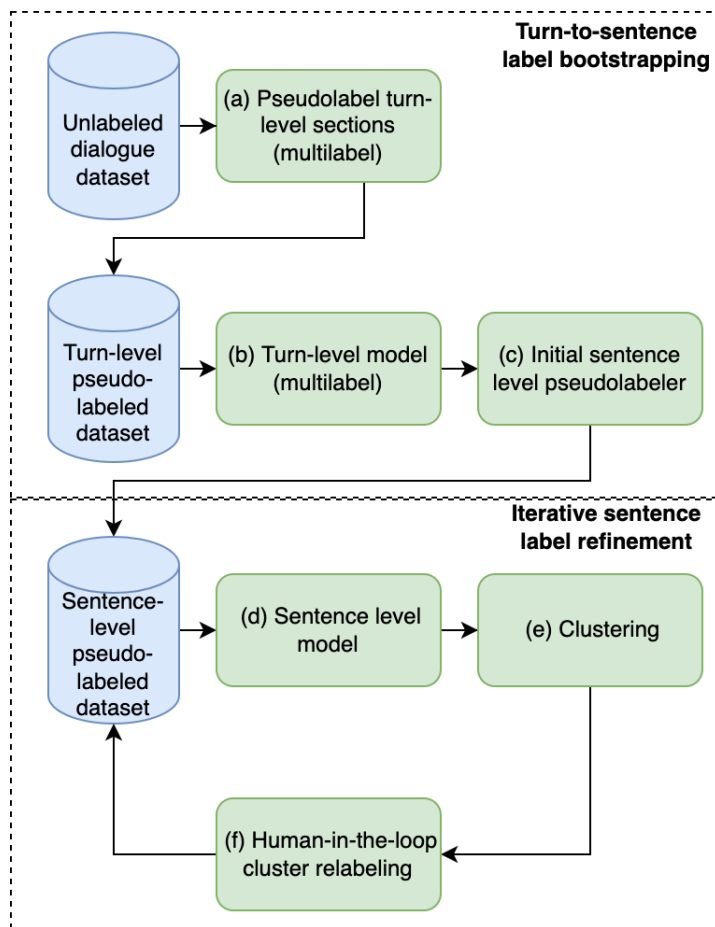 Turn-to-sentence
label bootstrapping
Unlabeled
dialogue
dataset
(a) Pseudolabel turn-
level sections
(multilabel)
Turn-level
pseudo-
labeled
dataset
(b) Turn-level model
(multilabel)
(c) Initial sentence
level pseudolabeler
Iterative sentence
label refinement
Sentence-
level
pseudo-
labeled
dataset
(d) Sentence level
model
(e) Clustering
(f) Human-in-the-loop
cluster relabeling